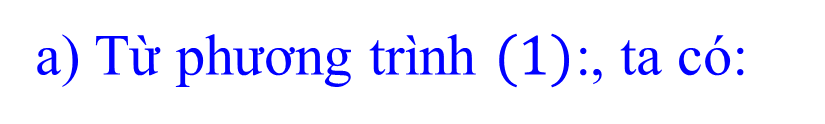 a) Từ phương trình (1):, ta có: